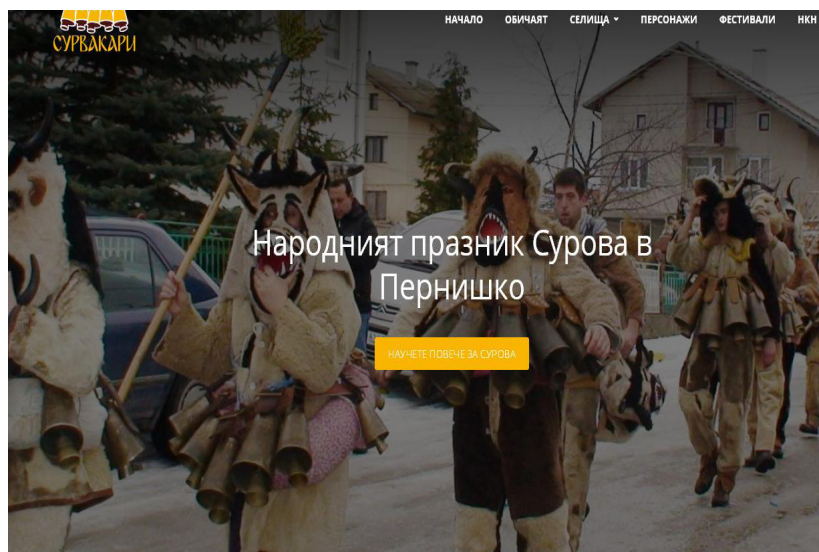 СУРВАКАРИ
НАЧАЛО ОБИЧАЯТ СЕЛИЩА ПЕРСОНАЖИ ФЕСТИВАЛИ НКН
Народният празник Сурова в
Пернишко
НАУЧЕТЕ ПОВЕЧЕ ЗА СУРОВА